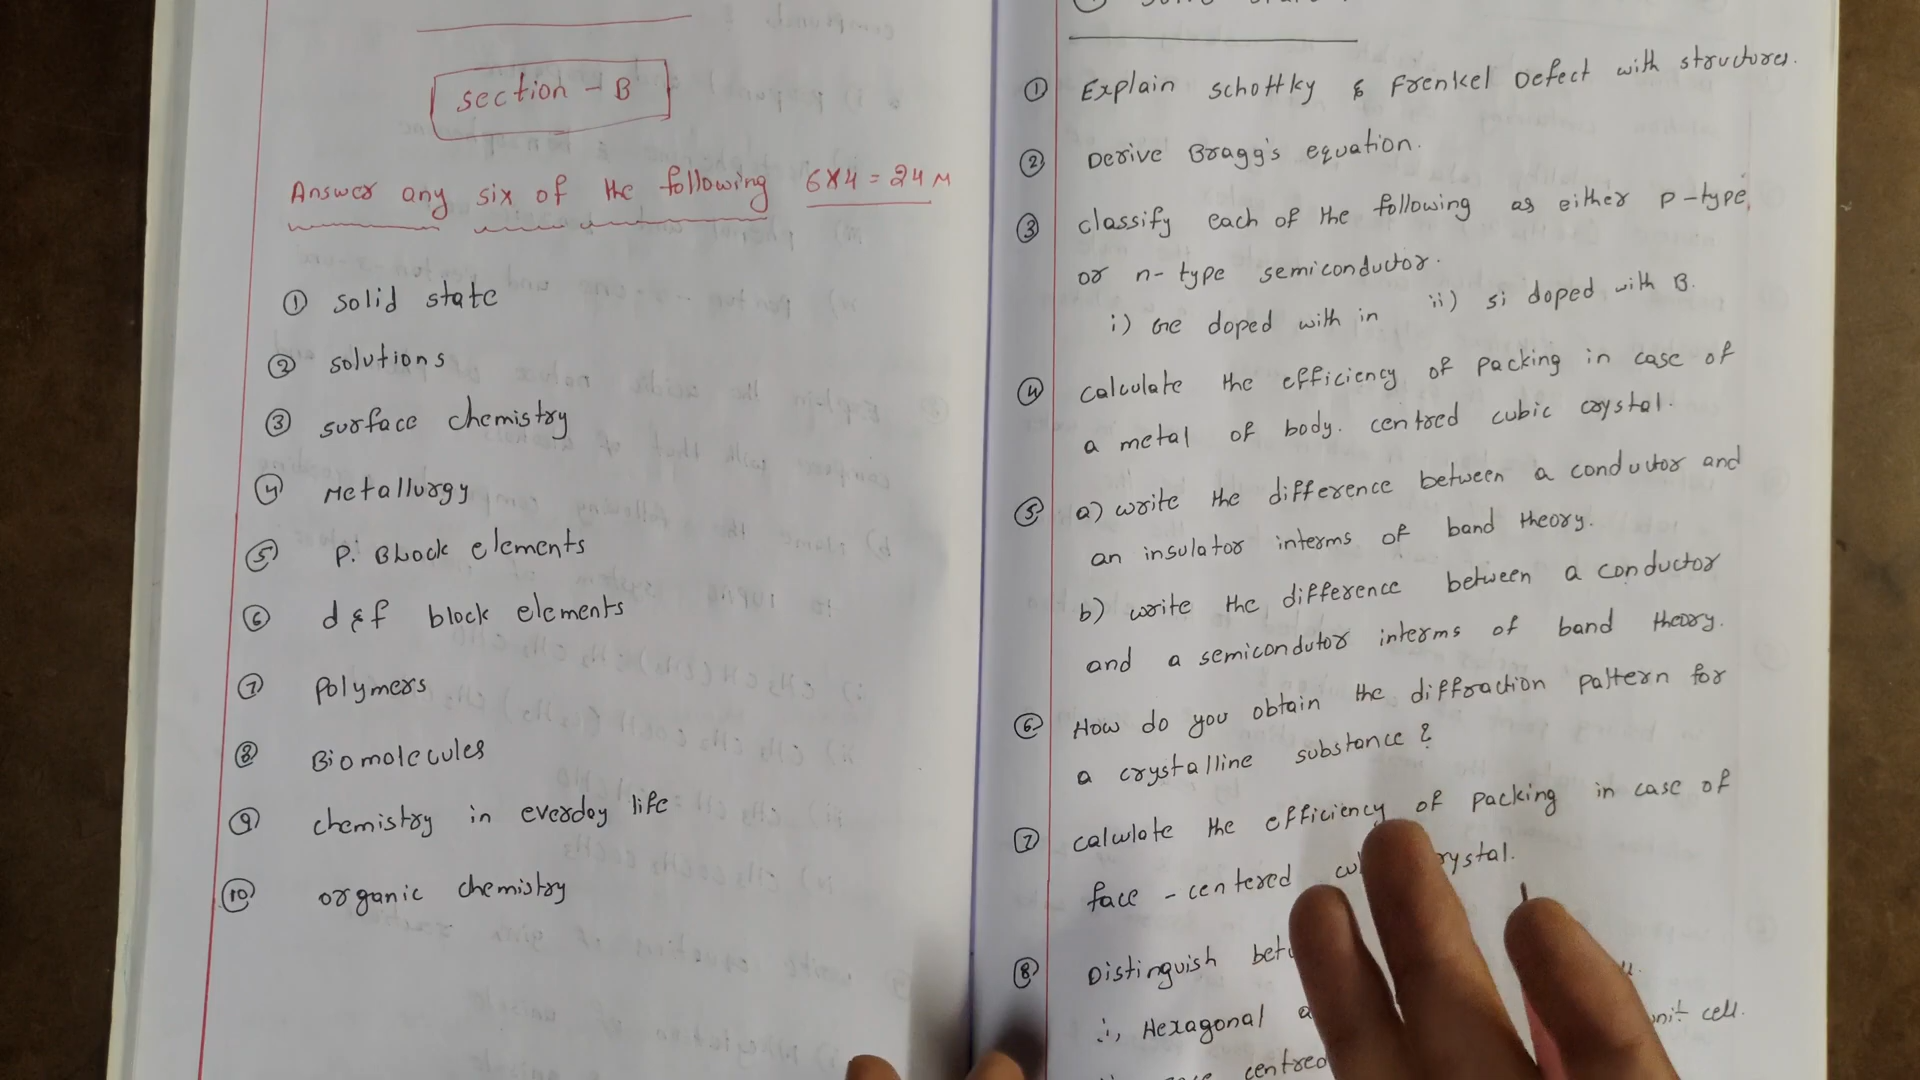 section - B
Answer any six of the following 6x4 = 24 M
① solid state
② solutions
③ surface chemistry
④ Metallurgy
⑤ P. Block elements
⑥ d & f block elements
⑦ polymers
⑧ Biomolecules
⑨ chemistry in everday life
⑩ organic chemistry
① Explain schottky & Frenkel Defect with structures.
② Derive Bragg's equation.
③ classify each of the following as either p-type,
or n-type semiconductor.
i) Ge doped with in ii) si doped with B.
④ calculate the efficiency of packing in case of
a metal of body. centred cubic crystal.
⑤ a) write the difference between a conductor and
an insulator interms of band theory.
b) write the difference between a conductor
and a semicondutor interms of band theory.
⑥ How do you obtain the diffraction pattern for
a crystalline substance?
⑦ calculate the efficiency of packing in case of
face - centered crystal.
⑧ Distinguish
i, Hexagonal unit cell.
centred